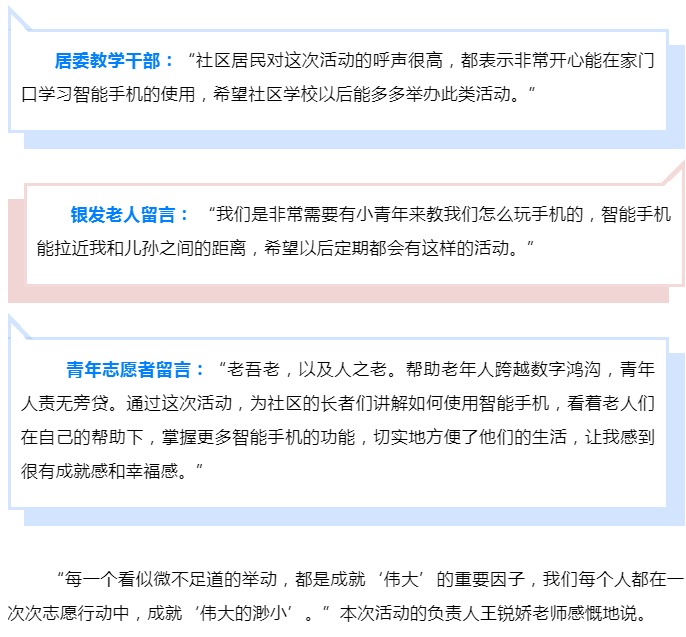 居委教学干部：“社区居民对这次活动的呼声很高，都表示非常开心能在家门
口学习智能手机的使用，希望社区学校以后能多多举办此类活动。”
银发老人留言：“我们是非常需要有小青年来教我们怎么玩手机的，智能手机
能拉近我和儿孙之间的距离，希望以后定期都会有这样的活动。”
青年志愿者留言：“老吾老，以及人之老。帮助老年人跨越数字鸿沟，青年
人责无旁贷。通过这次活动，为社区的长者们讲解如何使用智能手机，看着老人们
在自己的帮助下，掌握更多智能手机的功能，切实地方便了他们的生活，让我感到
很有成就感和幸福感。”
“每一个看似微不足道的举动，都是成就‘伟大’的重要因子，我们每个人都在一
次次志愿行动中，成就‘伟大的渺小’。”本次活动的负责人王锐娇老师感慨地说。